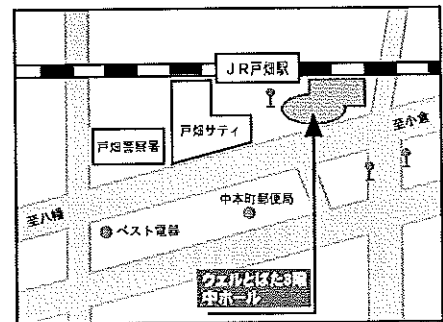 JR戸畑駅
戸畑サティ
戸畑警察署
至小倉
至八幡
中本町郵便局
ベスト電器
ウエルとばた8階
中ホール